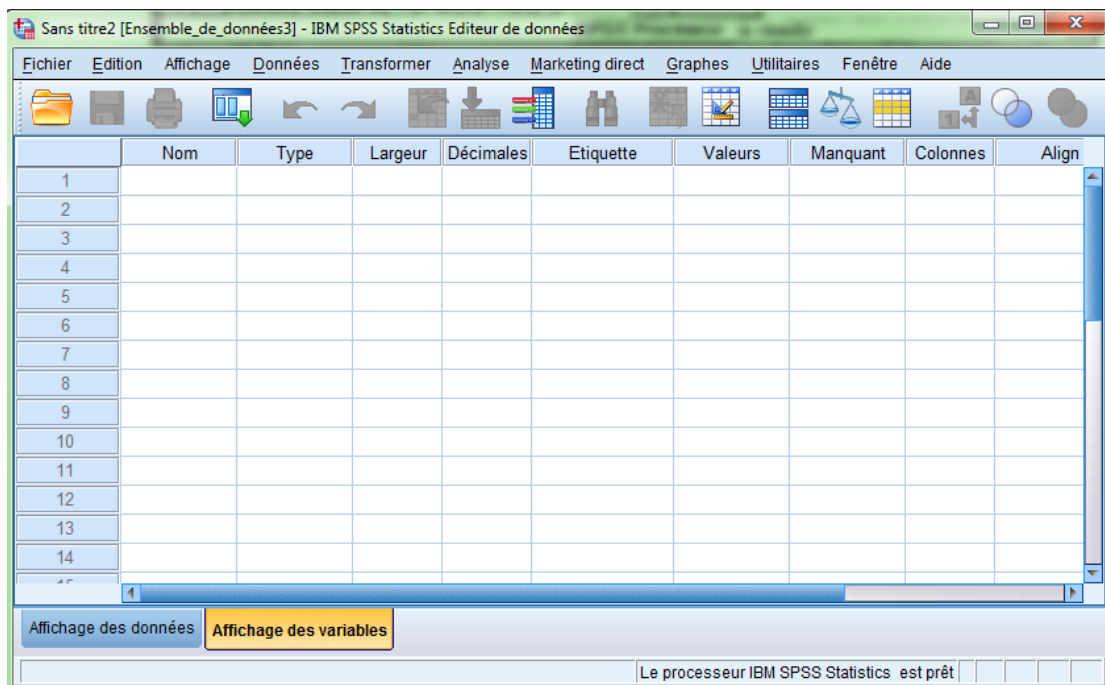 Sans titre2 [Ensemble_de_données3] - IBM SPSS Statistics Editeur de données
Fichier Edition Affichage Données Transformer Analyse Marketing direct Graphes Utilitaires Fenêtre Aide
Nom Type Largeur Décimales Etiquette Valeurs Manquant Colonnes Align
1
2
3
4
5
6
7
8
9
10
11
12
13
14
Affichage des données Affichage des variables
Le processeur IBM SPSS Statistics est prêt